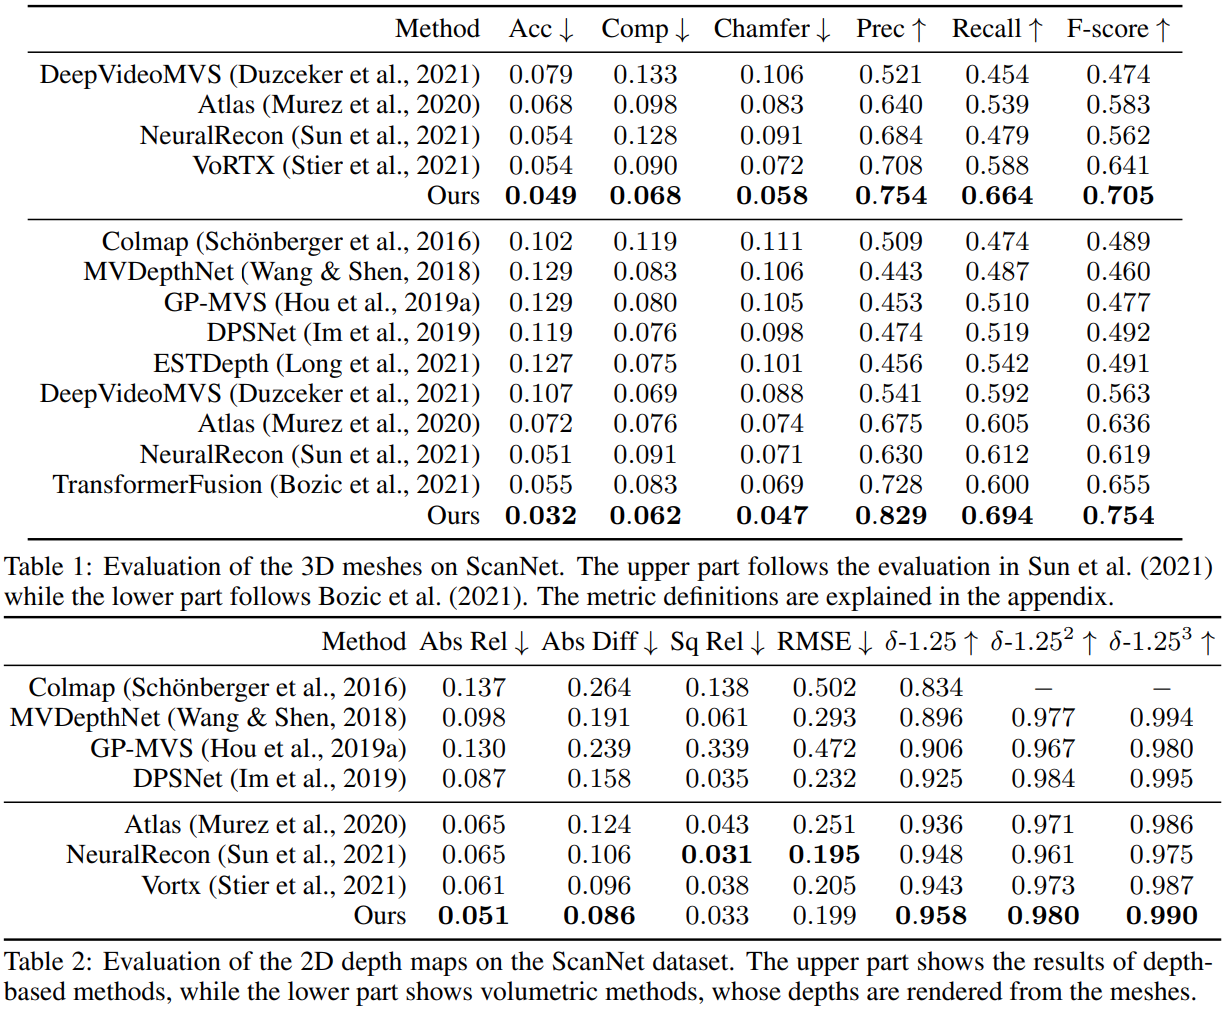 Method Acc ↓ Comp ↓ Chamfer ↓ Prec ↑ Recall ↑ F-score ↑
DeepVideoMVS (Duzceker et al., 2021) 0.079 0.133 0.106 0.521 0.454 0.474
Atlas (Murez et al., 2020) 0.068 0.098 0.083 0.640 0.539 0.583
NeuralRecon (Sun et al., 2021) 0.054 0.128 0.091 0.684 0.479 0.562
VoRTX (Stier et al., 2021) 0.054 0.090 0.072 0.708 0.588 0.641
Ours 0.049 0.068 0.058 0.754 0.664 0.705
Colmap (Schönberger et al., 2016) 0.102 0.119 0.111 0.509 0.474 0.489
MVDepthNet (Wang & Shen, 2018) 0.129 0.083 0.106 0.443 0.487 0.460
GP-MVS (Hou et al., 2019a) 0.129 0.080 0.105 0.453 0.510 0.477
DPSNet (Im et al., 2019) 0.119 0.076 0.098 0.474 0.519 0.492
ESTDepth (Long et al., 2021) 0.127 0.075 0.101 0.456 0.542 0.491
DeepVideoMVS (Duzceker et al., 2021) 0.107 0.069 0.088 0.541 0.592 0.563
Atlas (Murez et al., 2020) 0.072 0.076 0.074 0.675 0.605 0.636
NeuralRecon (Sun et al., 2021) 0.051 0.091 0.071 0.630 0.612 0.619
TransformerFusion (Bozic et al., 2021) 0.055 0.083 0.069 0.728 0.600 0.655
Ours 0.032 0.062 0.047 0.829 0.694 0.754
Table 1: Evaluation of the 3D meshes on ScanNet. The upper part follows the evaluation in Sun et al. (2021)
while the lower part follows Bozic et al. (2021). The metric definitions are explained in the appendix.
Method Abs Rel ↓ Abs Diff ↓ Sq Rel ↓ RMSE ↓ δ-1.25 ↑ δ-1.25² ↑ δ-1.25³ ↑
Colmap (Schönberger et al., 2016) 0.137 0.264 0.138 0.502 0.834 − −
MVDepthNet (Wang & Shen, 2018) 0.098 0.191 0.061 0.293 0.896 0.977 0.994
GP-MVS (Hou et al., 2019a) 0.130 0.239 0.339 0.472 0.906 0.967 0.980
DPSNet (Im et al., 2019) 0.087 0.158 0.035 0.232 0.925 0.984 0.995
Atlas (Murez et al., 2020) 0.065 0.124 0.043 0.251 0.936 0.971 0.986
NeuralRecon (Sun et al., 2021) 0.065 0.106 0.031 0.195 0.948 0.961 0.975
Vortx (Stier et al., 2021) 0.061 0.096 0.038 0.205 0.943 0.973 0.987
Ours 0.051 0.086 0.033 0.199 0.958 0.980 0.990
Table 2: Evaluation of the 2D depth maps on the ScanNet dataset. The upper part shows the results of depth-
based methods, while the lower part shows volumetric methods, whose depths are rendered from the meshes.